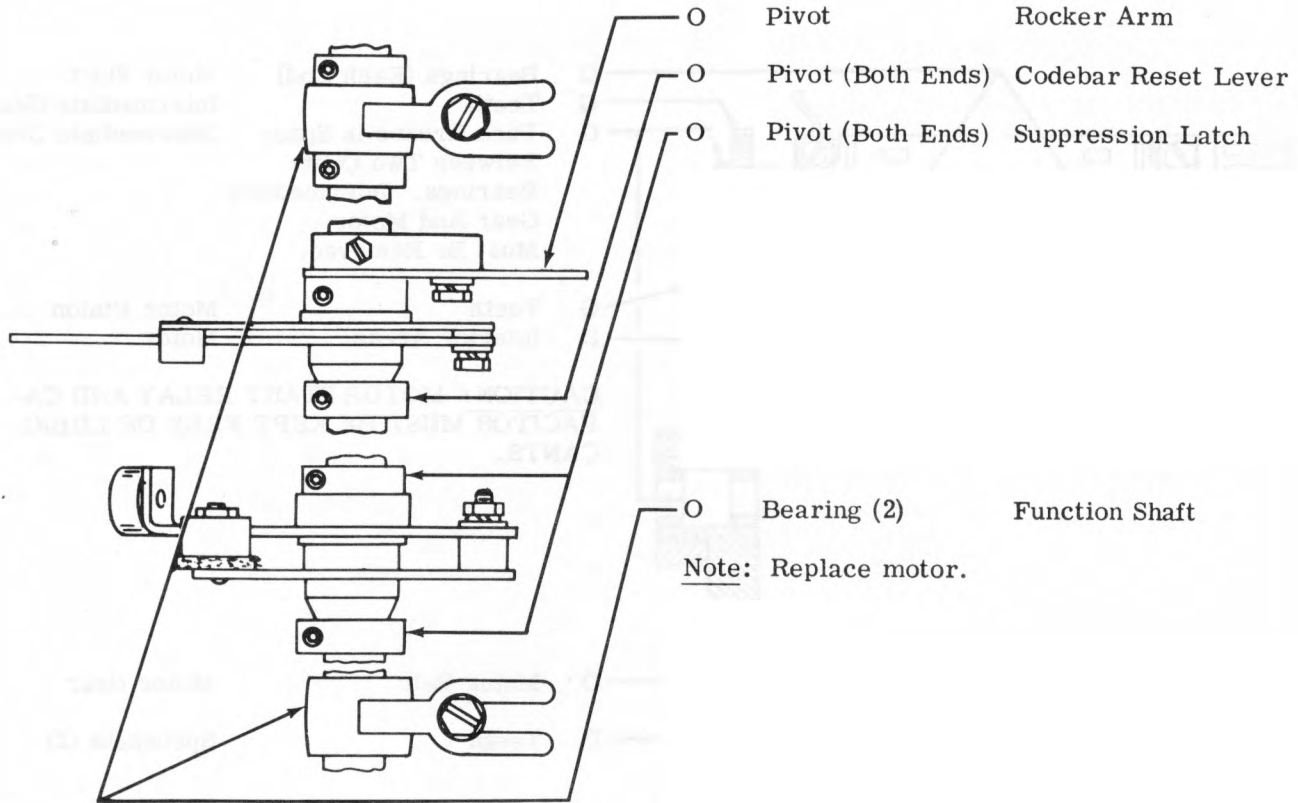 O Pivot Rocker Arm
O Pivot (Both Ends) Codebar Reset Lever
O Pivot (Both Ends) Suppression Latch
O Bearing (2) Function Shaft
Note: Replace motor.